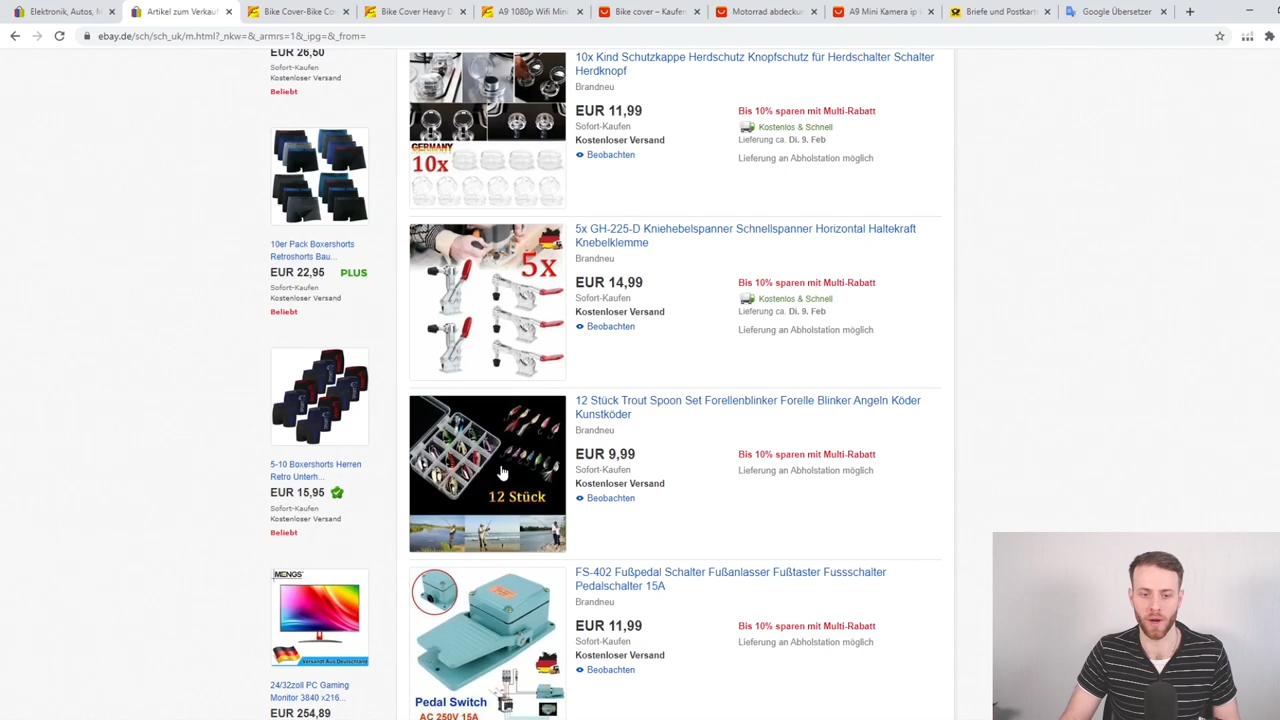 Elektronik, Autos, M
Artikel zum Verkauf
Bike Cover-Bike Cov
Bike Cover Heavy D
A9 1080p Wifi Mini
Bike cover – Kaufen
Motorrad abdeckun
A9 Mini Kamera ip
Briefe und Postkart
Google Übersetzer
ebay.de/sch/sch_uk/m.html?_nkw=&_armrs=1&_ipg=&_from=
EUR 26,50
Sofort-Kaufen
Kostenloser Versand
Beliebt
10er Pack Boxershorts
Retroshorts Bau...
EUR 22,95 PLUS
Sofort-Kaufen
Kostenloser Versand
Beliebt
5-10 Boxershorts Herren
Retro Unterh...
EUR 15,95
Sofort-Kaufen
Kostenloser Versand
Beliebt
MENGS
Versandt Aus Deutschland
24/32zoll PC Gaming
Monitor 3840 x216...
EUR 254,89
GERMANY
10x
10x Kind Schutzkappe Herdschutz Knopfschutz für Herdschalter Schalter
Herdknopf
Brandneu
EUR 11,99
Sofort-Kaufen
Kostenloser Versand
Beobachten
Bis 10% sparen mit Multi-Rabatt
Kostenlos & Schnell
Lieferung ca. Di. 9. Feb
Lieferung an Abholstation möglich
5x
5x GH-225-D Kniehebelspanner Schnellspanner Horizontal Haltekraft
Knebelklemme
Brandneu
EUR 14,99
Sofort-Kaufen
Kostenloser Versand
Beobachten
Bis 10% sparen mit Multi-Rabatt
Kostenlos & Schnell
Lieferung ca. Di. 9. Feb
Lieferung an Abholstation möglich
12 Stück
12 Stück Trout Spoon Set Forellenblinker Forelle Blinker Angeln Köder
Kunstköder
Brandneu
EUR 9,99
Sofort-Kaufen
Kostenloser Versand
Beobachten
Bis 10% sparen mit Multi-Rabatt
Lieferung an Abholstation möglich
Pedal Switch
AC 250V 15A
FS-402 Fußpedal Schalter Fußanlasser Fußtaster Fussschalter
Pedalschalter 15A
Brandneu
EUR 11,99
Sofort-Kaufen
Kostenloser Versand
Beobachten
Bis 10% sparen mit Multi-Rabatt
Lieferung an Abholstation möglich